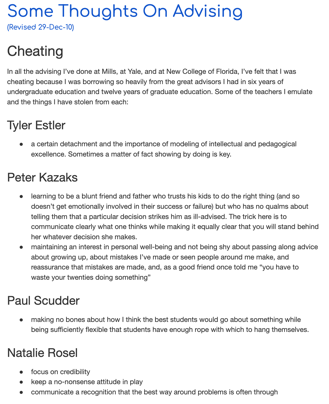 Some Thoughts On Advising
(Revised 29-Dec-10)
Cheating
In all the advising I've done at Mills, at Yale, and at New College of Florida, I've felt that I was
cheating because I was borrowing so heavily from the great advisors I had in six years of
undergraduate education and twelve years of graduate education. Some of the teachers I emulate
and the things I have stolen from each:
Tyler Estler
● a certain detachment and the importance of modeling of intellectual and pedagogical
excellence. Sometimes a matter of fact showing by doing is key.
Peter Kazaks
● learning to be a blunt friend and father who trusts his kids to do the right thing (and so
doesn't get emotionally involved in their success or failure) but who has no qualms about
telling them that a particular decision strikes him as ill-advised. The trick here is to
communicate clearly what one thinks while making it equally clear that you will stand behind
her whatever decision she makes.
● maintaining an interest in personal well-being and not being shy about passing along advice
about growing up, about mistakes I've made or seen people around me make, and
reassurance that mistakes are made, and, as a good friend once told me “you have to
waste your twenties doing something”
Paul Scudder
● making no bones about how I think the best students would go about something while
being sufficiently flexible that students have enough rope with which to hang themselves.
Natalie Rosel
● focus on credibility
● keep a no-nonsense attitude in play
● communicate a recognition that the best way around problems is often through